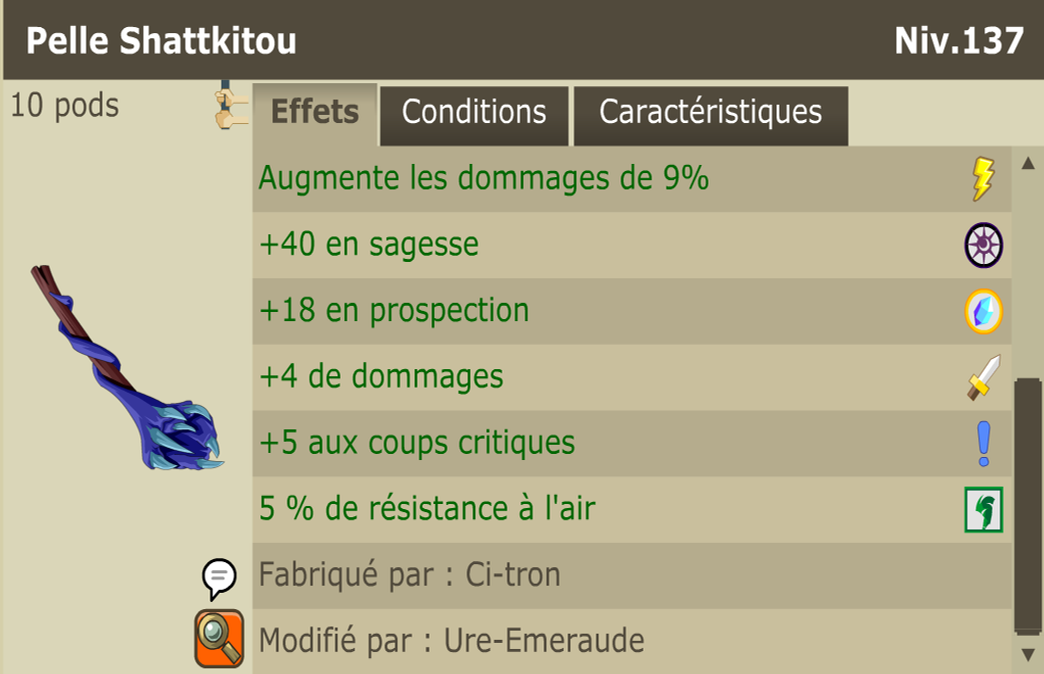 Pelle Shattkitou Niv.137
10 pods
Effets Conditions Caractéristiques
Augmente les dommages de 9%
+40 en sagesse
+18 en prospection
+4 de dommages
+5 aux coups critiques
5 % de résistance à l'air
Fabriqué par : Ci-tron
Modifié par : Ure-Emeraude